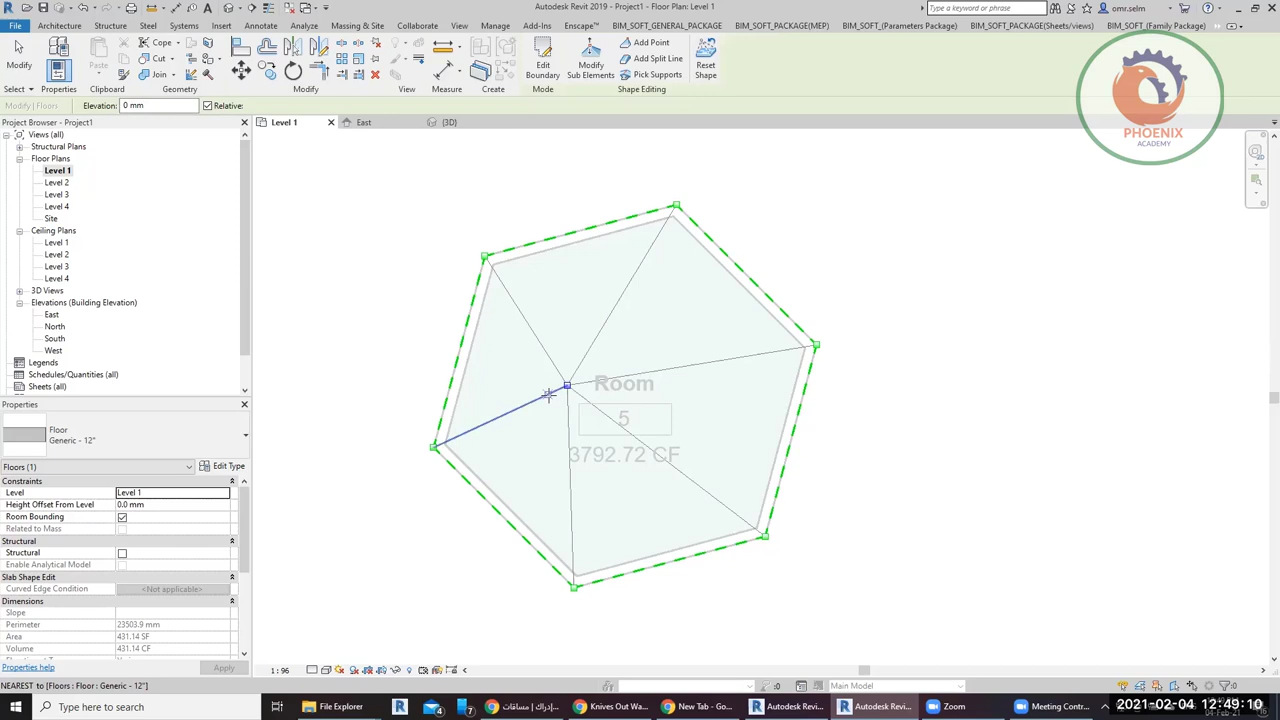 Autodesk Revit 2019 - Project1 - Floor Plan: Level 1
Type a keyword or phrase
omr.selm
File Architecture Structure Steel Systems Insert Annotate Analyze Massing & Site Collaborate View Manage Add-Ins Enscape™ BIM_SOFT_GENERAL_PACKAGE BIM_SOFT_PACKAGE(MEP) BIM_SOFT_(Parameters Package) BIM_SOFT_PACKAGE(Sheets/views) BIM_SOFT_(Family Package)
Modify
Paste
Cope
Cut
Join
Edit Boundary
Modify Sub Elements
Add Point
Add Split Line
Pick Supports
Reset Shape
Select Properties Clipboard Geometry Modify View Measure Create Mode Shape Editing
Modify | Floors Elevation: 0 mm Relative:
PHOENIX
ACADEMY
Project Browser - Project1
Level 1
East
{3D}
Views (all)
Structural Plans
Floor Plans
Level 1
Level 2
Level 3
Level 4
Site
Ceiling Plans
Level 1
Level 2
Level 3
Level 4
3D Views
Elevations (Building Elevation)
East
North
South
West
Legends
Schedules/Quantities (all)
Sheets (all)
Room
5
3792.72 CF
Properties
Floor
Generic - 12"
Floors (1) Edit Type
Constraints
Level Level 1
Height Offset From Level 0.0 mm
Room Bounding
Related to Mass
Structural
Structural
Enable Analytical Model
Slab Shape Edit
Curved Edge Condition <Not applicable>
Dimensions
Slope
Perimeter 23503.9 mm
Area 431.14 SF
Volume 431.14 CF
Properties help Apply
1 : 96
NEAREST to [Floors : Floor : Generic - 12"]
:0
Main Model
:0
Type here to search
File Explorer
4
7
إدراك | مساقات
Knives Out Wa...
New Tab - Go...
Autodesk Revi...
Autodesk Revi...
Zoom
Meeting Contr...
2021-02-04 12:49:10
04-Feb-21